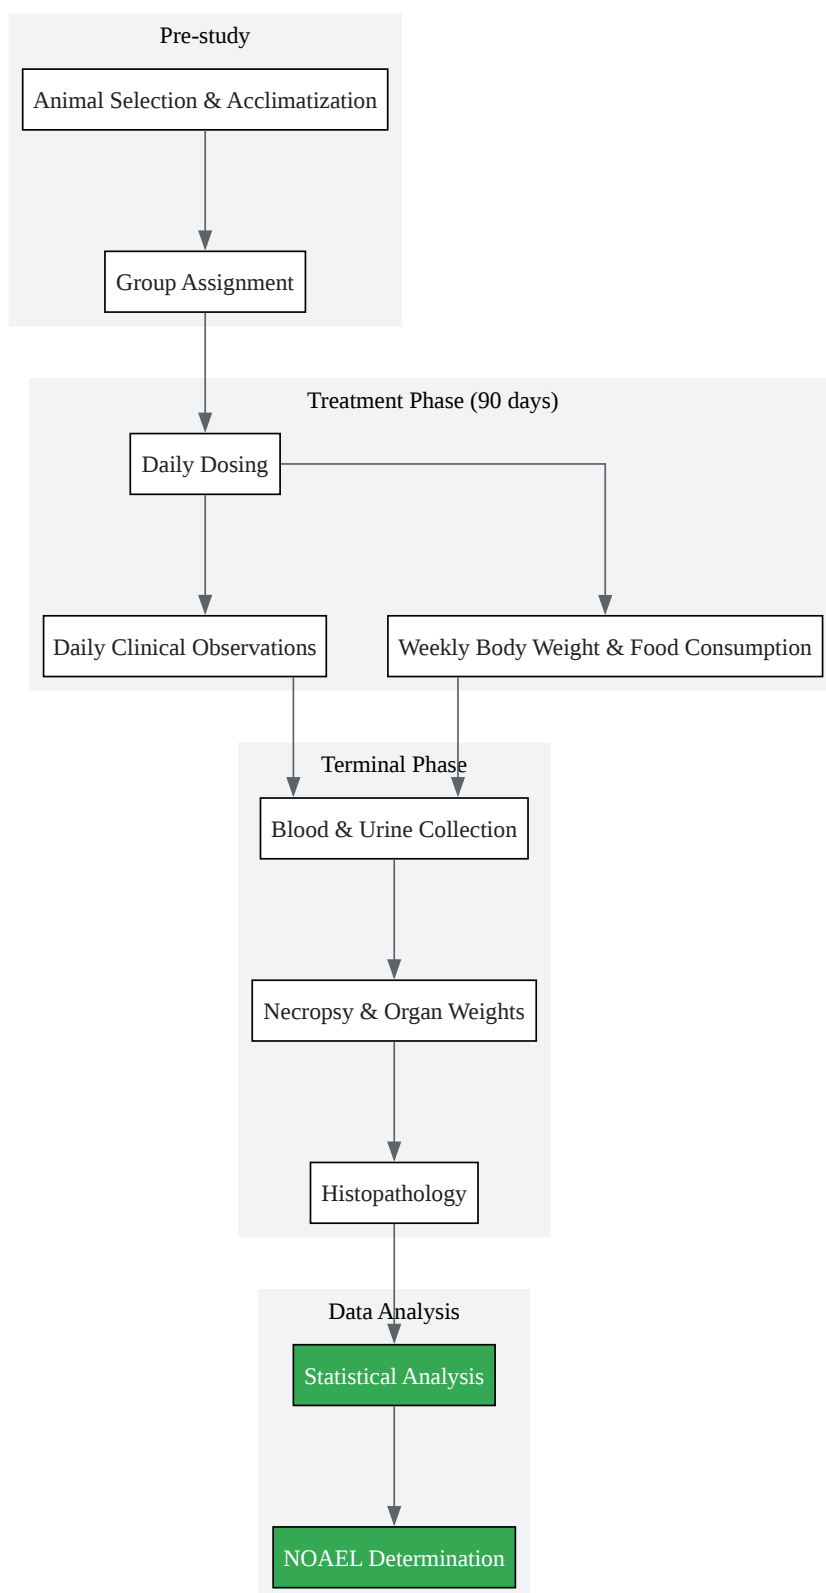 Pre-study
Animal Selection & Acclimatization
Group Assignment
Treatment Phase (90 days)
Daily Dosing
Daily Clinical Observations
Weekly Body Weight & Food Consumption
Terminal Phase
Blood & Urine Collection
Necropsy & Organ Weights
Histopathology
Data Analysis
Statistical Analysis
NOAEL Determination